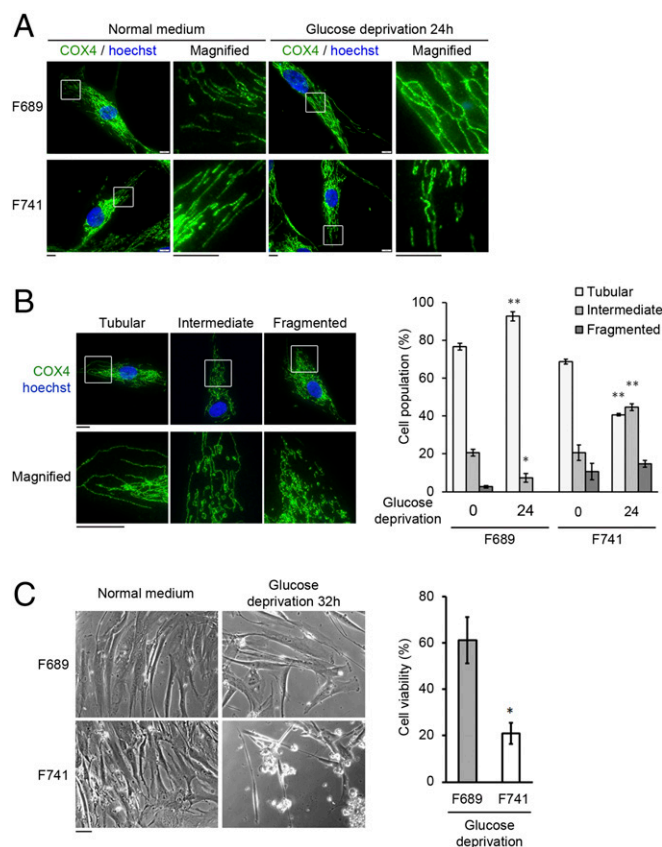 A
Normal medium
Glucose deprivation 24h
COX4 / hoechst
Magnified
COX4 / hoechst
Magnified
F689
F741
B
Tubular
Intermediate
Fragmented
COX4
hoechst
Magnified
Cell population (%)
100
80
60
40
20
0
Tubular
Intermediate
Fragmented
**
*
**
**
Glucose
deprivation
0
24
0
24
F689
F741
C
Normal medium
Glucose
deprivation 32h
F689
F741
Cell viability (%)
80
60
40
20
0
*
F689
F741
Glucose
deprivation